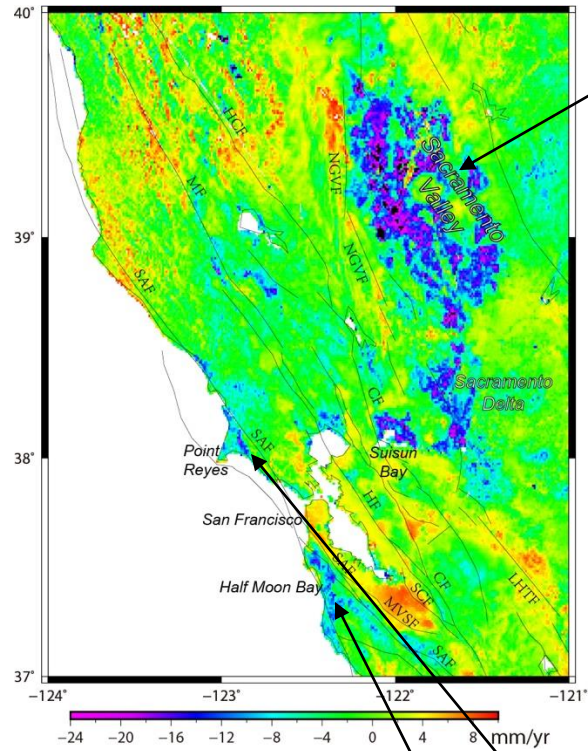 40°
HCF
MF
NGVF
Sacramento
Valley
39°
NGVF
SAF
CF
Sacramento
Delta
SAF
Point
Reyes
Suisun
Bay
38°
HF
San Francisco
SAF
CF
SCF
LHTF
Half Moon Bay
MVSF
SAF
37°
−124° −123° −122° −121°
−24 −20 −16 −12 −8 −4 0 4 8 mm/yr